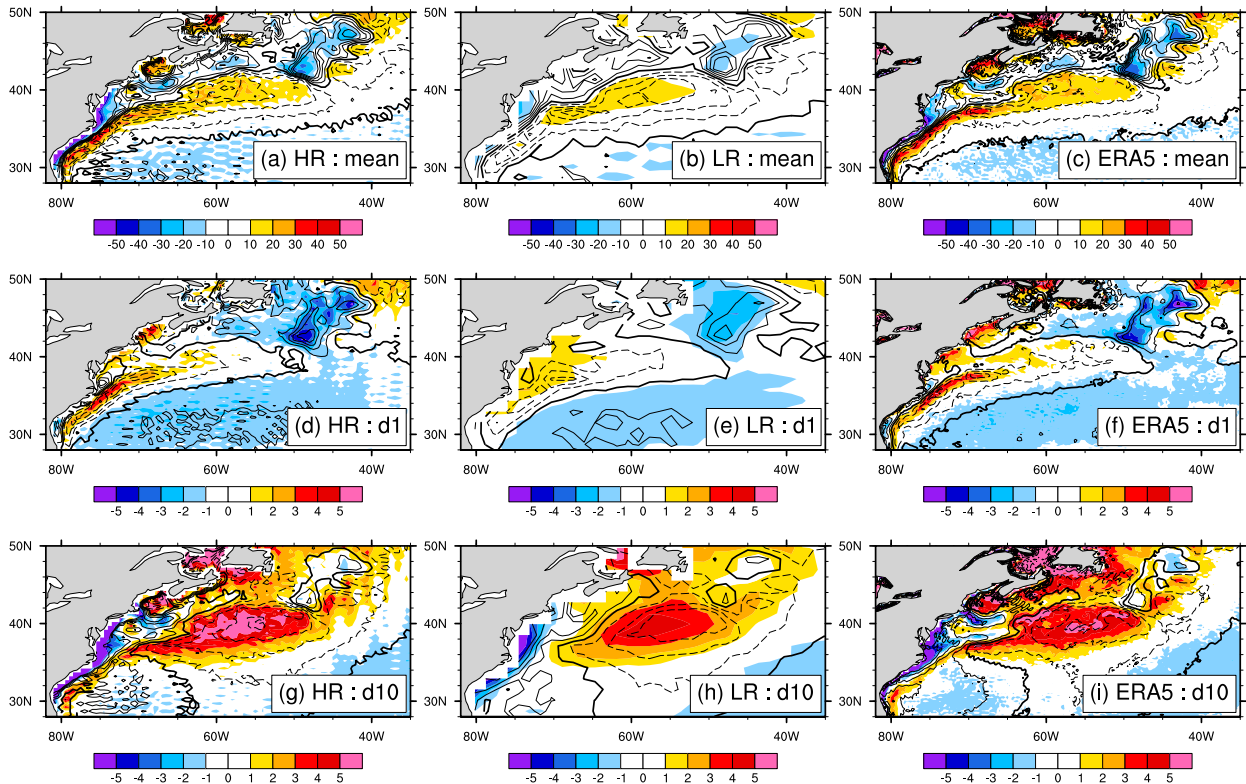 50N 50N 50N
40N 40N 40N
30N 30N 30N
(a) HR : mean (b) LR : mean (c) ERA5 : mean
80W 60W 40W 80W 60W 40W 80W 60W 40W
-50 -40 -30 -20 -10 0 10 20 30 40 50 -50 -40 -30 -20 -10 0 10 20 30 40 50 -50 -40 -30 -20 -10 0 10 20 30 40 50
50N 50N 50N
40N 40N 40N
30N 30N 30N
(d) HR : d1 (e) LR : d1 (f) ERA5 : d1
80W 60W 40W 80W 60W 40W 80W 60W 40W
-5 -4 -3 -2 -1 0 1 2 3 4 5 -5 -4 -3 -2 -1 0 1 2 3 4 5 -5 -4 -3 -2 -1 0 1 2 3 4 5
50N 50N 50N
40N 40N 40N
30N 30N 30N
(g) HR : d10 (h) LR : d10 (i) ERA5 : d10
80W 60W 40W 80W 60W 40W 80W 60W 40W
-5 -4 -3 -2 -1 0 1 2 3 4 5 -5 -4 -3 -2 -1 0 1 2 3 4 5 -5 -4 -3 -2 -1 0 1 2 3 4 5